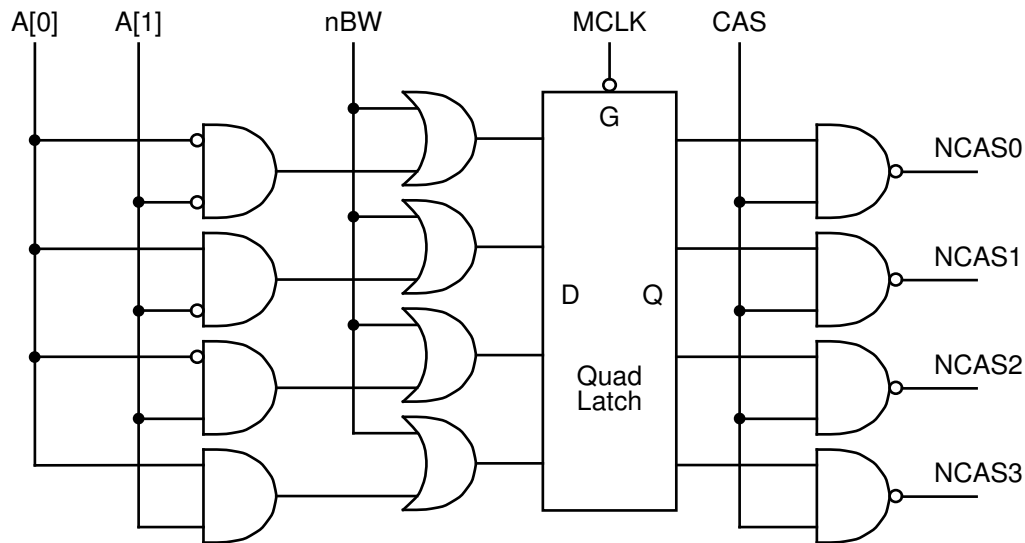 A[0]
A[1]
nBW
MCLK
CAS
G
NCAS0
NCAS1
D
Q
NCAS2
Quad
Latch
NCAS3